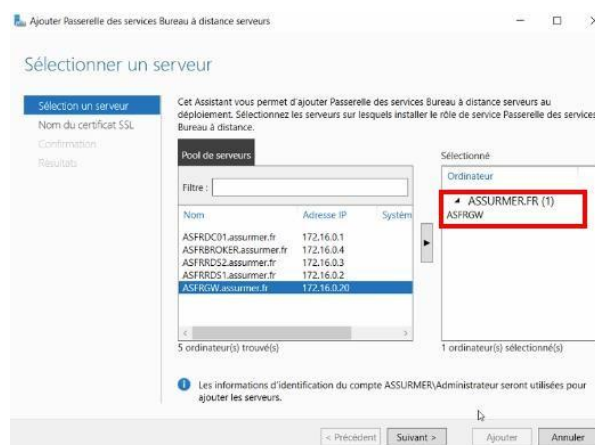 Ajouter Passerelle des services Bureau à distance serveurs
Sélectionner un serveur
Sélection un serveur
Nom du certificat SSL
Confirmation
Résultats
Cet Assistant vous permet d'ajouter Passerelle des services Bureau à distance serveurs au
déploiement. Sélectionnez les serveurs sur lesquels installer le rôle de service Passerelle des services
Bureau à distance.
Pool de serveurs
Filtre :
Nom Adresse IP Systèm
ASFRDC01.assurmer.fr 172.16.0.1
ASFRBROKER.assurmer.fr 172.16.0.4
ASFRRDS2.assurmer.fr 172.16.0.3
ASFRRDS1.assurmer.fr 172.16.0.2
ASFRGW.assurmer.fr 172.16.0.20
5 ordinateur(s) trouvé(s)
Sélectionné
Ordinateur
ASSURMER.FR (1)
ASFRGW
1 ordinateur(s) sélectionné(s)
Les informations d'identification du compte ASSURMER\Administrateur seront utilisées pour
ajouter les serveurs.
< Précédent Suivant > Ajouter Annuler